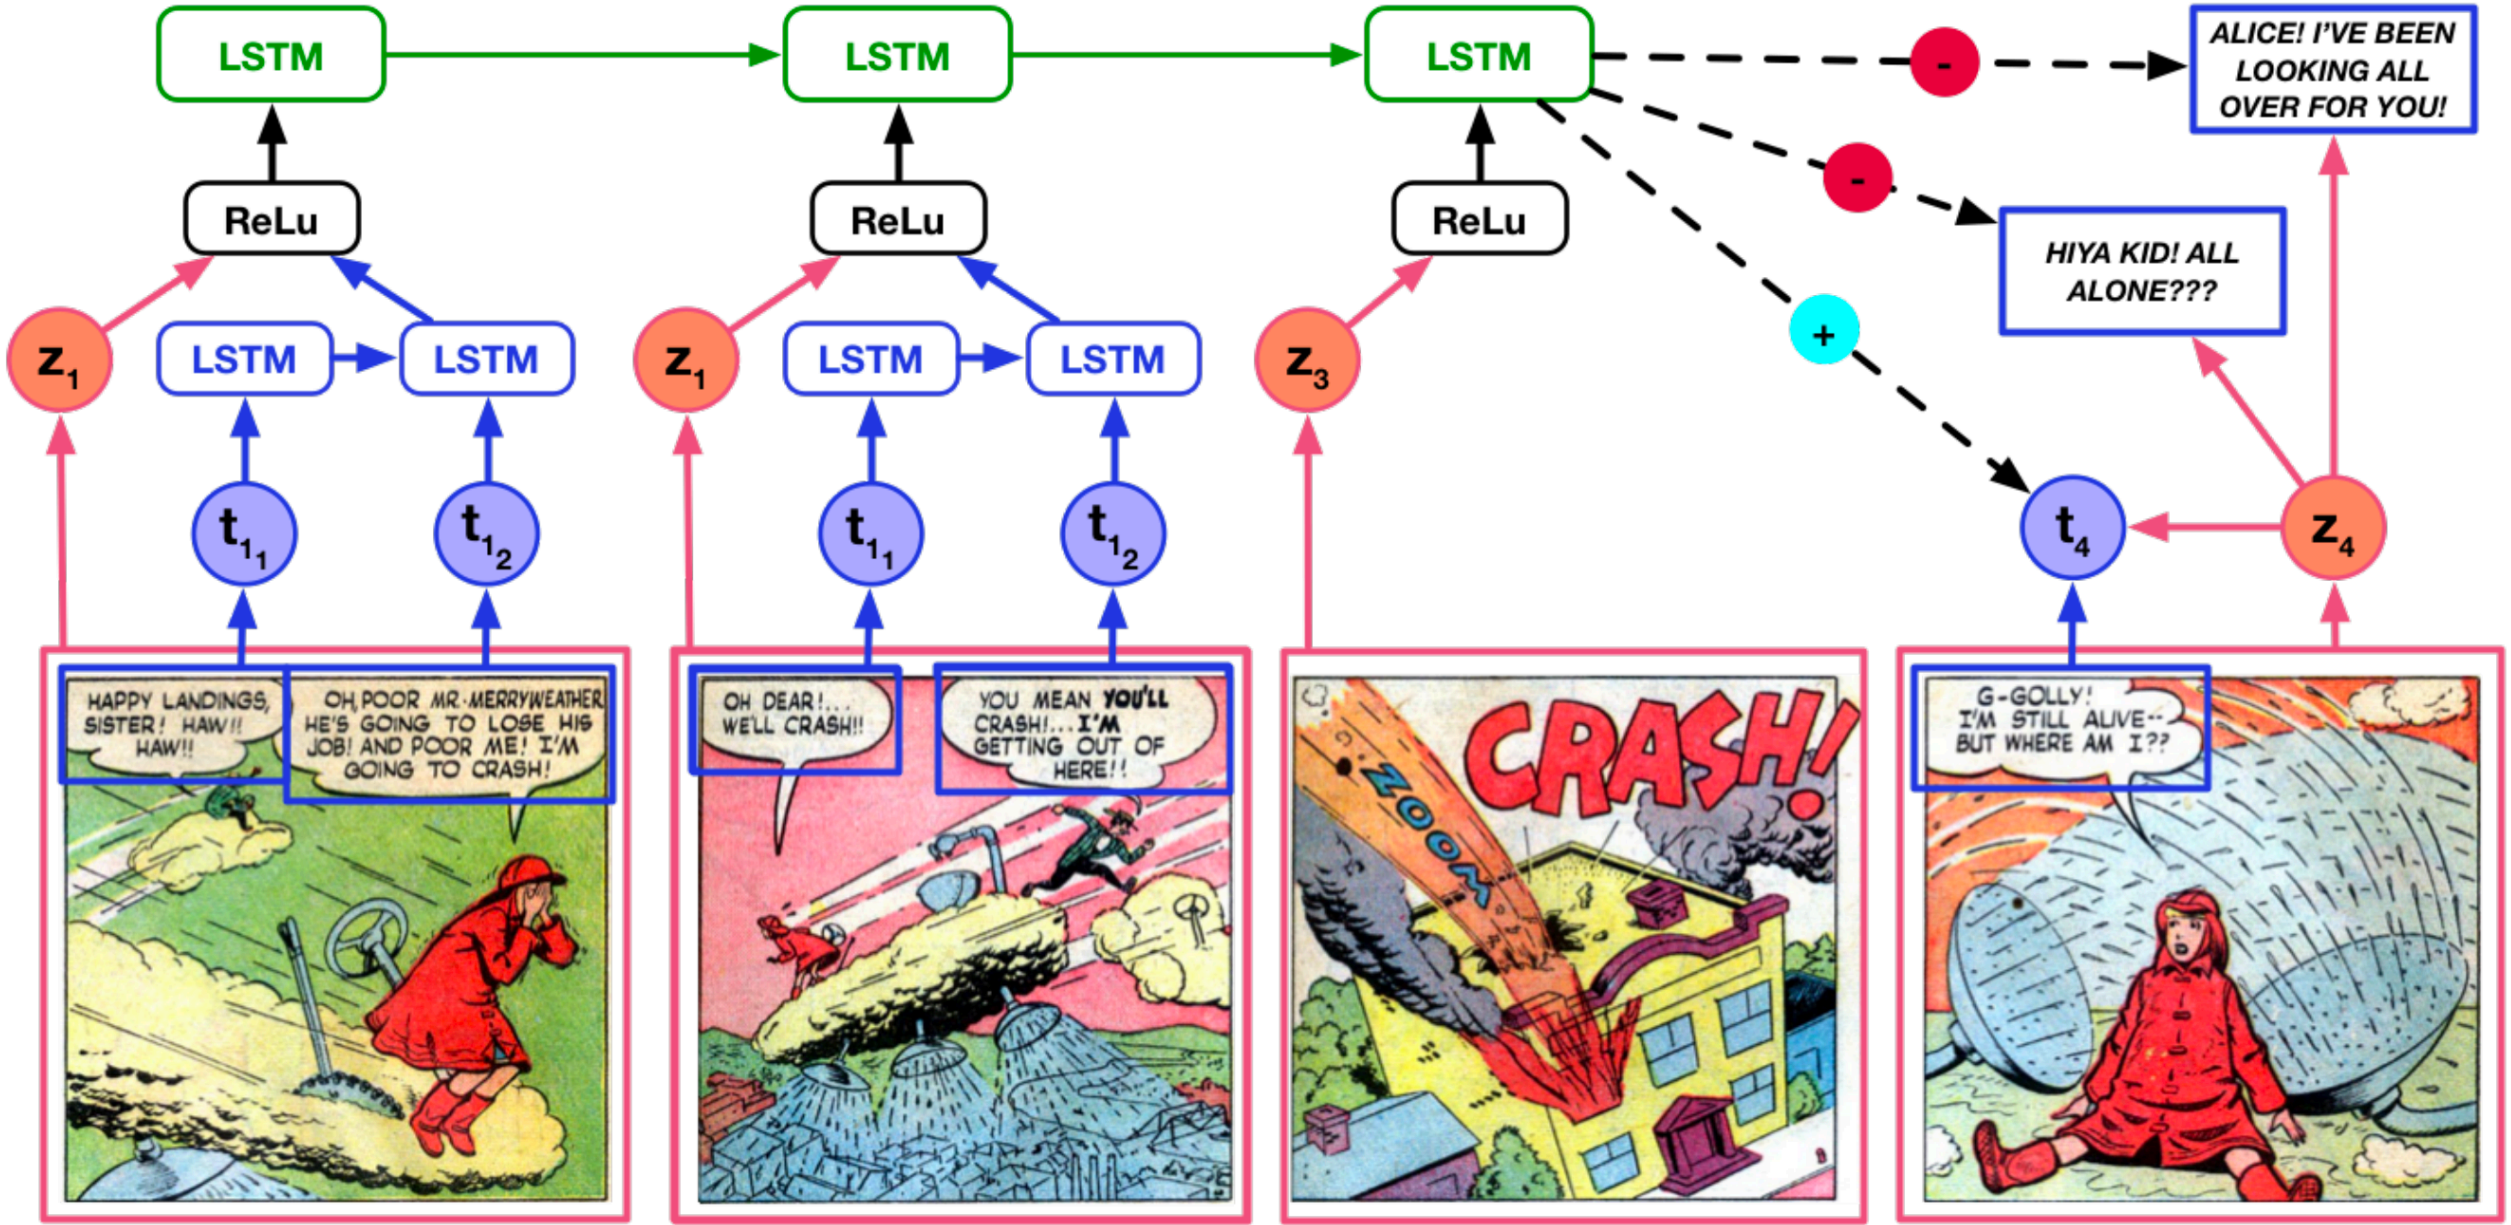 LSTM
LSTM
LSTM
-
ALICE! I'VE BEEN
LOOKING ALL
OVER FOR YOU!
ReLu
ReLu
ReLu
-
HIYA KID! ALL
ALONE???
z1
LSTM
LSTM
z1
LSTM
LSTM
z3
+
t11
t12
t11
t12
t4
z4
HAPPY LANDINGS,
SISTER! HAW!!
HAW!!
OH, POOR MR. MERRYWEATHER
HE'S GOING TO LOSE HIS
JOB! AND POOR ME! I'M
GOING TO CRASH!
OH DEAR!...
WE'LL CRASH!!
YOU MEAN YOU'LL
CRASH!...I'M
GETTING OUT OF
HERE!!
CRASH!
ZOOM
G-GOLLY!
I'M STILL ALIVE--
BUT WHERE AM I??